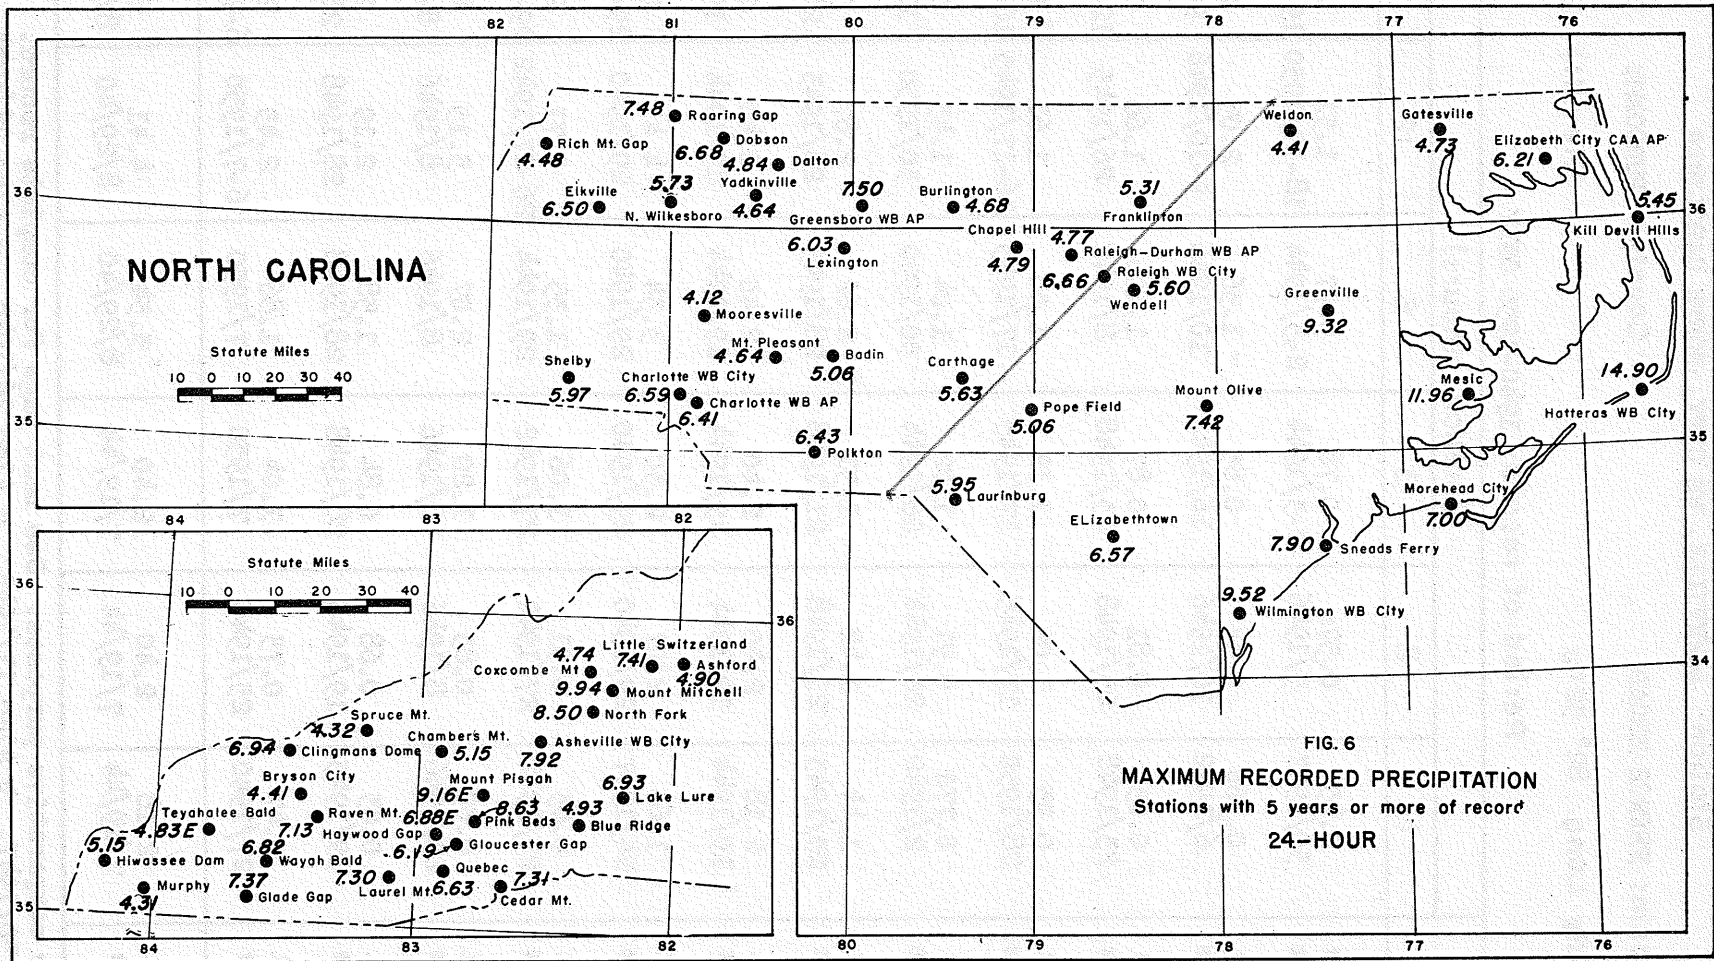 82 81 80 79 78 77 76
7.48 Roaring Gap
Rich Mt. Gap
4.48
Dobson
6.68
4.84 Dalton
Elkville
6.50
5.73
N. Wilkesboro
Yadkinville
4.64
7.50
Greensboro WB AP
Burlington
4.68
5.31
Franklinton
Weldon
4.41
Gatesville
4.73
Elizabeth City CAA AP
6.21
5.45
Kill Devil Hills
36
36
6.03
Lexington
Chapel Hill
4.79
4.77
Raleigh-Durham WB AP
6.66 Raleigh WB City
5.60
Wendell
Greenville
9.32
NORTH CAROLINA
4.12
Mooresville
Mt. Pleasant
4.64
Badin
5.06
Carthage
5.63
Pope Field
5.06
Mount Olive
7.42
Mesic
11.96
14.90
Hatteras WB City
Statute Miles
10 0 10 20 30 40
Shelby
5.97
Charlotte WB City
6.59
Charlotte WB AP
6.41
35
35
6.43
Polkton
5.95
Laurinburg
ELizabethtown
6.57
Morehead City
7.00
7.90 Sneads Ferry
9.52
Wilmington WB City
34
84 83 82
Statute Miles
10 0 10 20 30 40
36
36
Little Switzerland
7.41
Ashford
4.90
4.74
Coxcombe Mt
9.94 Mount Mitchell
8.50 North Fork
Spruce Mt.
4.32
6.94 Clingmans Dome
Chambers Mt.
5.15
Asheville WB City
7.92
Bryson City
4.41
Mount Pisgah
9.16E
6.93
Lake Lure
Teyahalee Bald
4.83E
Raven Mt.
7.13
6.88E
Haywood Gap
8.63
Pink Beds
4.93
Blue Ridge
6.19 Gloucester Gap
5.15
Hiwassee Dam
6.82
Wayah Bald
7.30
Laurel Mt.
Quebec
6.63
7.31
Cedar Mt.
Murphy
4.31
7.37
Glade Gap
35
84 83 82
FIG. 6
MAXIMUM RECORDED PRECIPITATION
Stations with 5 years or more of record
24-HOUR
80 79 78 77 76